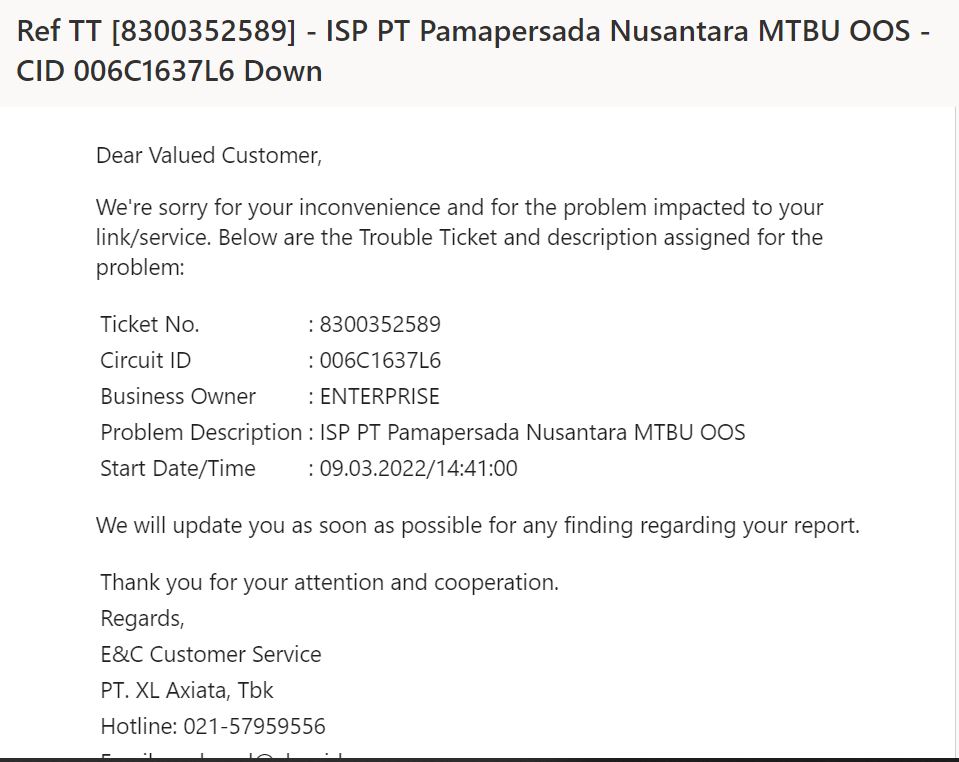 Ref TT [8300352589] - ISP PT Pamapersada Nusantara MTBU OOS -
CID 006C1637L6 Down
Dear Valued Customer,
We're sorry for your inconvenience and for the problem impacted to your
link/service. Below are the Trouble Ticket and description assigned for the
problem:
Ticket No. : 8300352589
Circuit ID : 006C1637L6
Business Owner : ENTERPRISE
Problem Description : ISP PT Pamapersada Nusantara MTBU OOS
Start Date/Time : 09.03.2022/14:41:00
We will update you as soon as possible for any finding regarding your report.
Thank you for your attention and cooperation.
Regards,
E&C Customer Service
PT. XL Axiata, Tbk
Hotline: 021-57959556